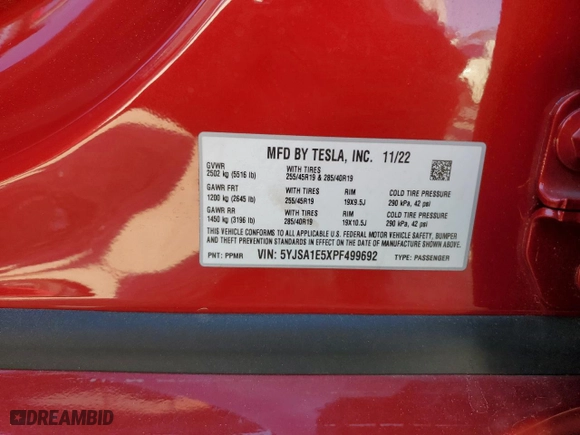 MFD BY TESLA, INC. 11/22
GVWR
2502 kg (5516 lb)
WITH TIRES
255/45R19 & 285/40R19
GAWR FRT
1200 kg (2645 lb)
WITH TIRES
255/45R19
RIM
19X9.5J
COLD TIRE PRESSURE
290 kPa, 42 psi
GAWR RR
1450 kg (3196 lb)
WITH TIRES
285/40R19
RIM
19X10.5J
COLD TIRE PRESSURE
290 kPa, 42 psi
THIS VEHICLE CONFORMS TO ALL APPLICABLE U.S. FEDERAL MOTOR VEHICLE SAFETY, BUMPER
AND THEFT PREVENTION STANDARDS IN EFFECT ON THE DATE OF MANUFACTURE SHOWN ABOVE.
PNT: PPMR VIN: 5YJSA1E5XPF499692 TYPE: PASSENGER
DREAMBID